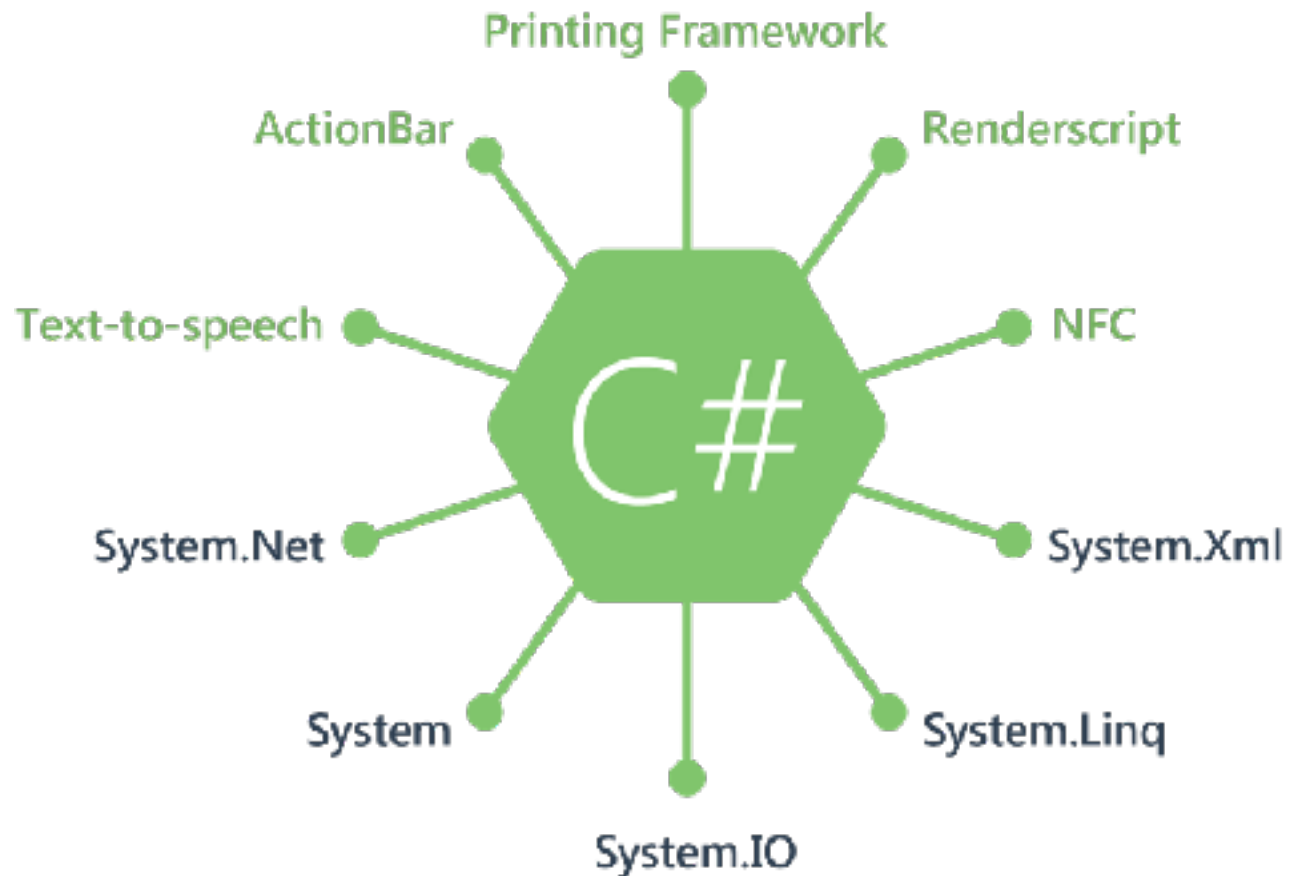 Printing Framework
ActionBar
Renderscript
Text-to-speech
NFC
C#
System.Net
System.Xml
System
System.Linq
System.IO